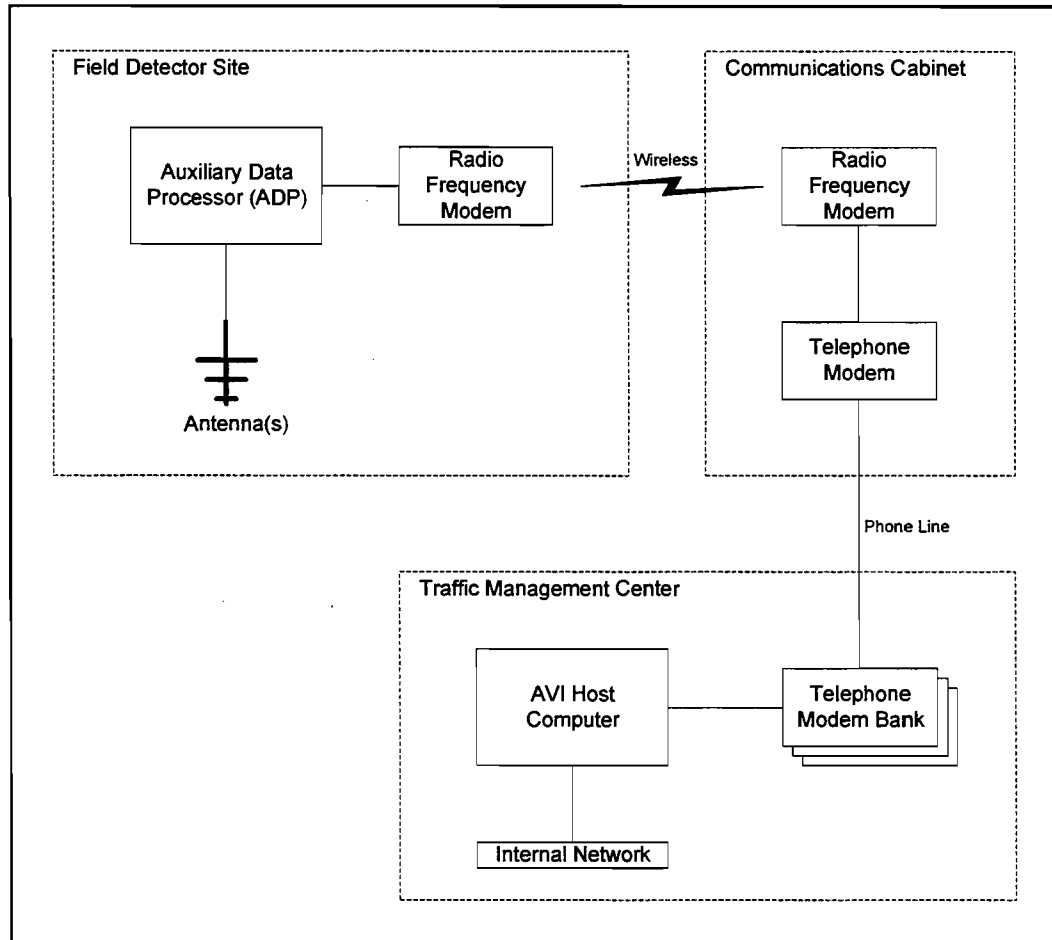 Field Detector Site
Auxiliary Data
Processor (ADP)
Radio
Frequency
Modem
Antenna(s)
Wireless
Communications Cabinet
Radio
Frequency
Modem
Telephone
Modem
Phone Line
Traffic Management Center
AVI Host
Computer
Telephone
Modem Bank
Internal Network